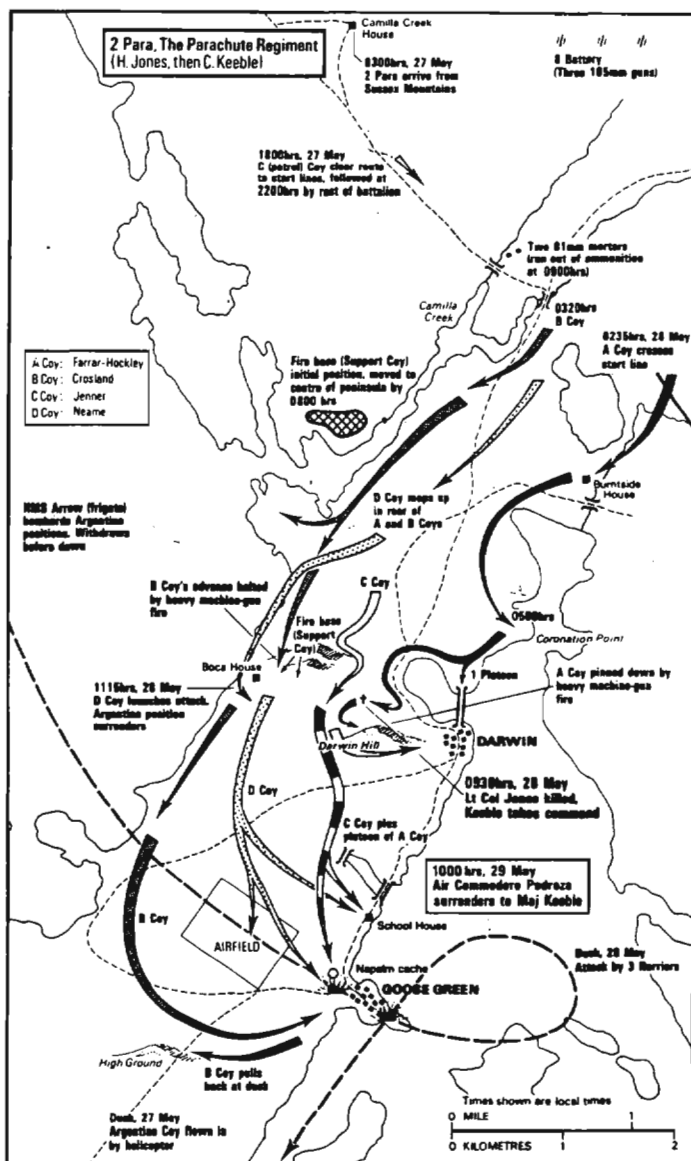 2 Para, The Parachute Regiment
(H. Jones, then C. Keeble)
Camilla Creek
House
0300hrs, 27 May
2 Para arrive from
Sussex Mountains
8 Battery
(Three 105mm guns)
1800hrs, 27 May
C (patrol) Coy clear route
to start lines, followed at
2200hrs by rest of battalion
Two 81mm mortars
(run out of ammunition
at 0900hrs)
Camilla
Creek
0320hrs
B Coy
0235hrs, 28 May
A Coy crosses
start line
A Coy: Farrar-Hockley
B Coy: Crosland
C Coy: Jenner
D Coy: Neame
Fire base (Support Coy)
initial position, moved to
centre of peninsula by
0800 hrs
Burntside
House
HMS Arrow (frigate)
bombards Argentine
positions. Withdraws
before dawn
D Coy mops up
in rear of
A and B Coys
B Coy's advance halted
by heavy machine-gun
fire
C Coy
Fire base
(Support
Coy)
0500hrs
Coronation Point
Boca House
1 Platoon
A Coy pinned down by
heavy machine-gun
fire
1115hrs, 28 May
D Coy launches attack.
Argentine position
surrenders
Darwin Hill
DARWIN
D Coy
0930hrs, 28 May
Lt Col Jones killed,
Keeble takes command
C Coy plus
platoon of A Coy
1000 hrs, 29 May
Air Commodore Pedroza
surrenders to Maj Keeble
B Coy
School House
AIRFIELD
Napalm cache
GOOSE GREEN
Dusk, 28 May
Attack by 3 Harriers
High Ground
B Coy pulls
back at dusk
Dusk, 27 May
Argentine Coy flown in
by helicopter
Times shown are local times
0 MILE 1
0 KILOMETRES 1 2